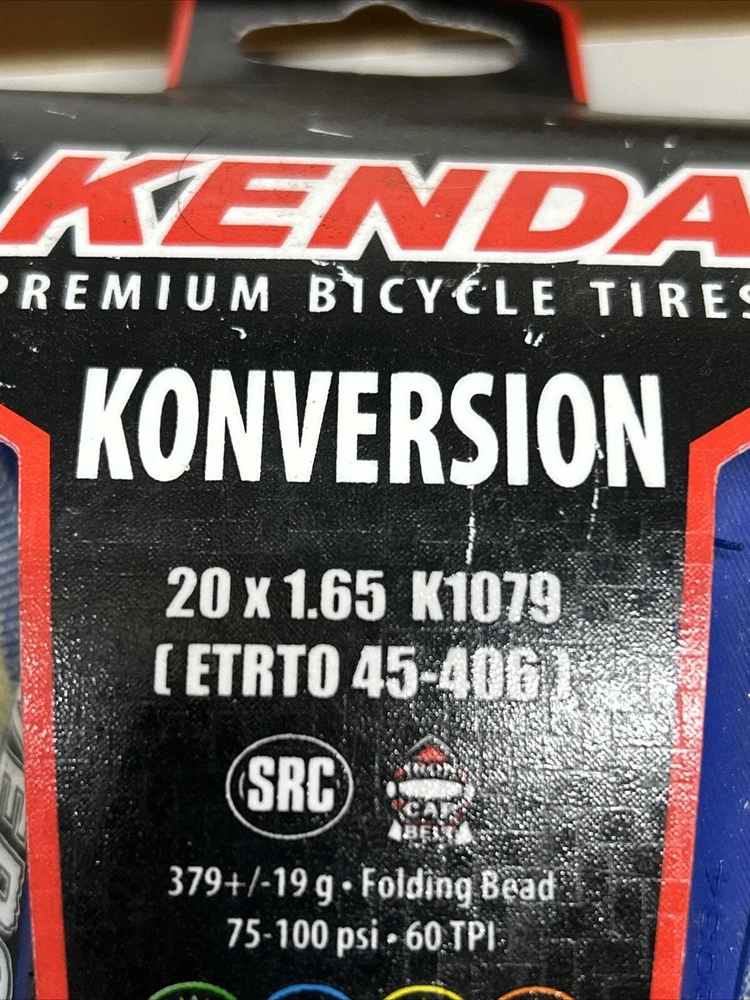 KENDA
PREMIUM BICYCLE TIRES
KONVERSION
20 x 1.65 K1079
[ ETRTO 45-406 ]
SRC
IRON
CAP
BELT
379+/-19 g • Folding Bead
75-100 psi • 60 TPI